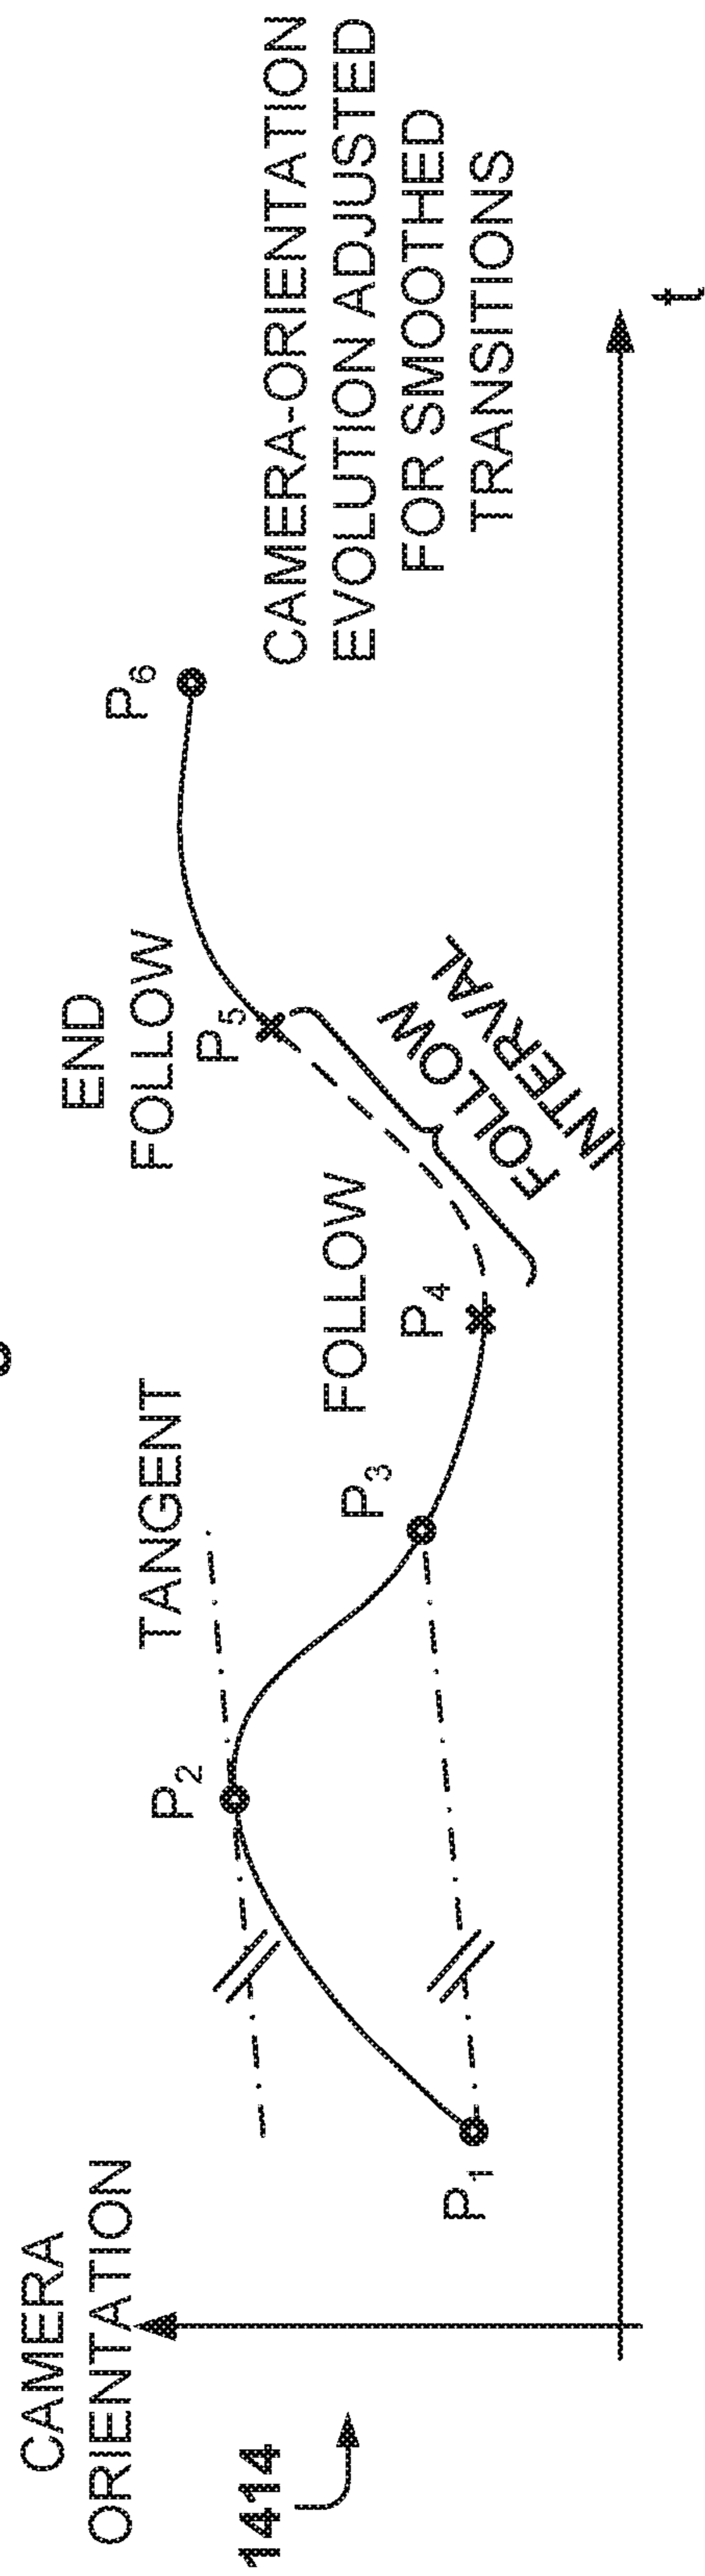 CAMERA
ORIENTATION
1414
P1
P2
TANGENT
P3
FOLLOW
P4
END
FOLLOW
P5
FOLLOW
INTERVAL
P6
CAMERA-ORIENTATION
EVOLUTION ADJUSTED
FOR SMOOTHED
TRANSITIONS
t